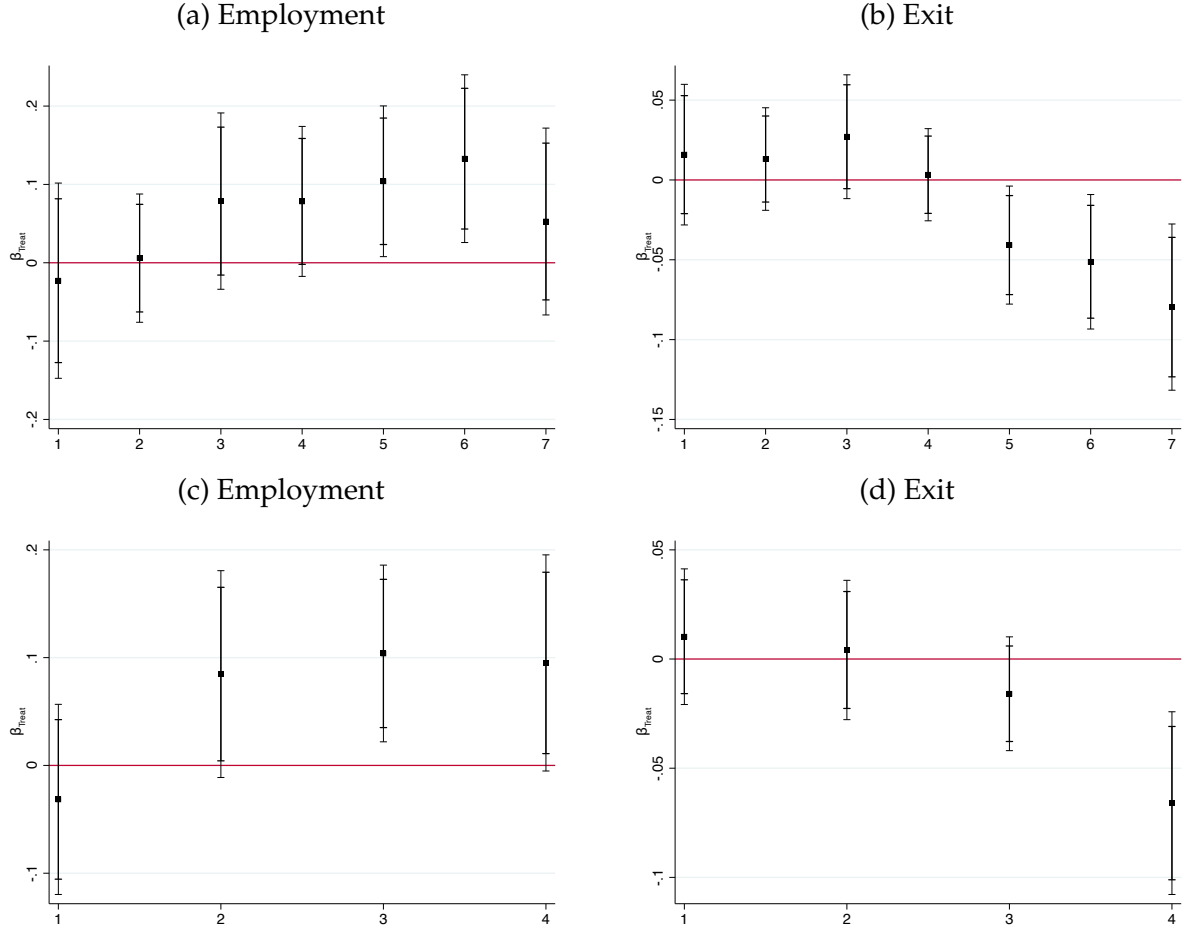 (a) Employment
(b) Exit
β_Treat
.2
.1
0
-.1
-.2
1 2 3 4 5 6 7
β_Treat
.05
0
-.05
-.1
-.15
1 2 3 4 5 6 7
(c) Employment
(d) Exit
β_Treat
.2
.1
0
-.1
1 2 3 4
β_Treat
.05
0
-.05
-.1
1 2 3 4